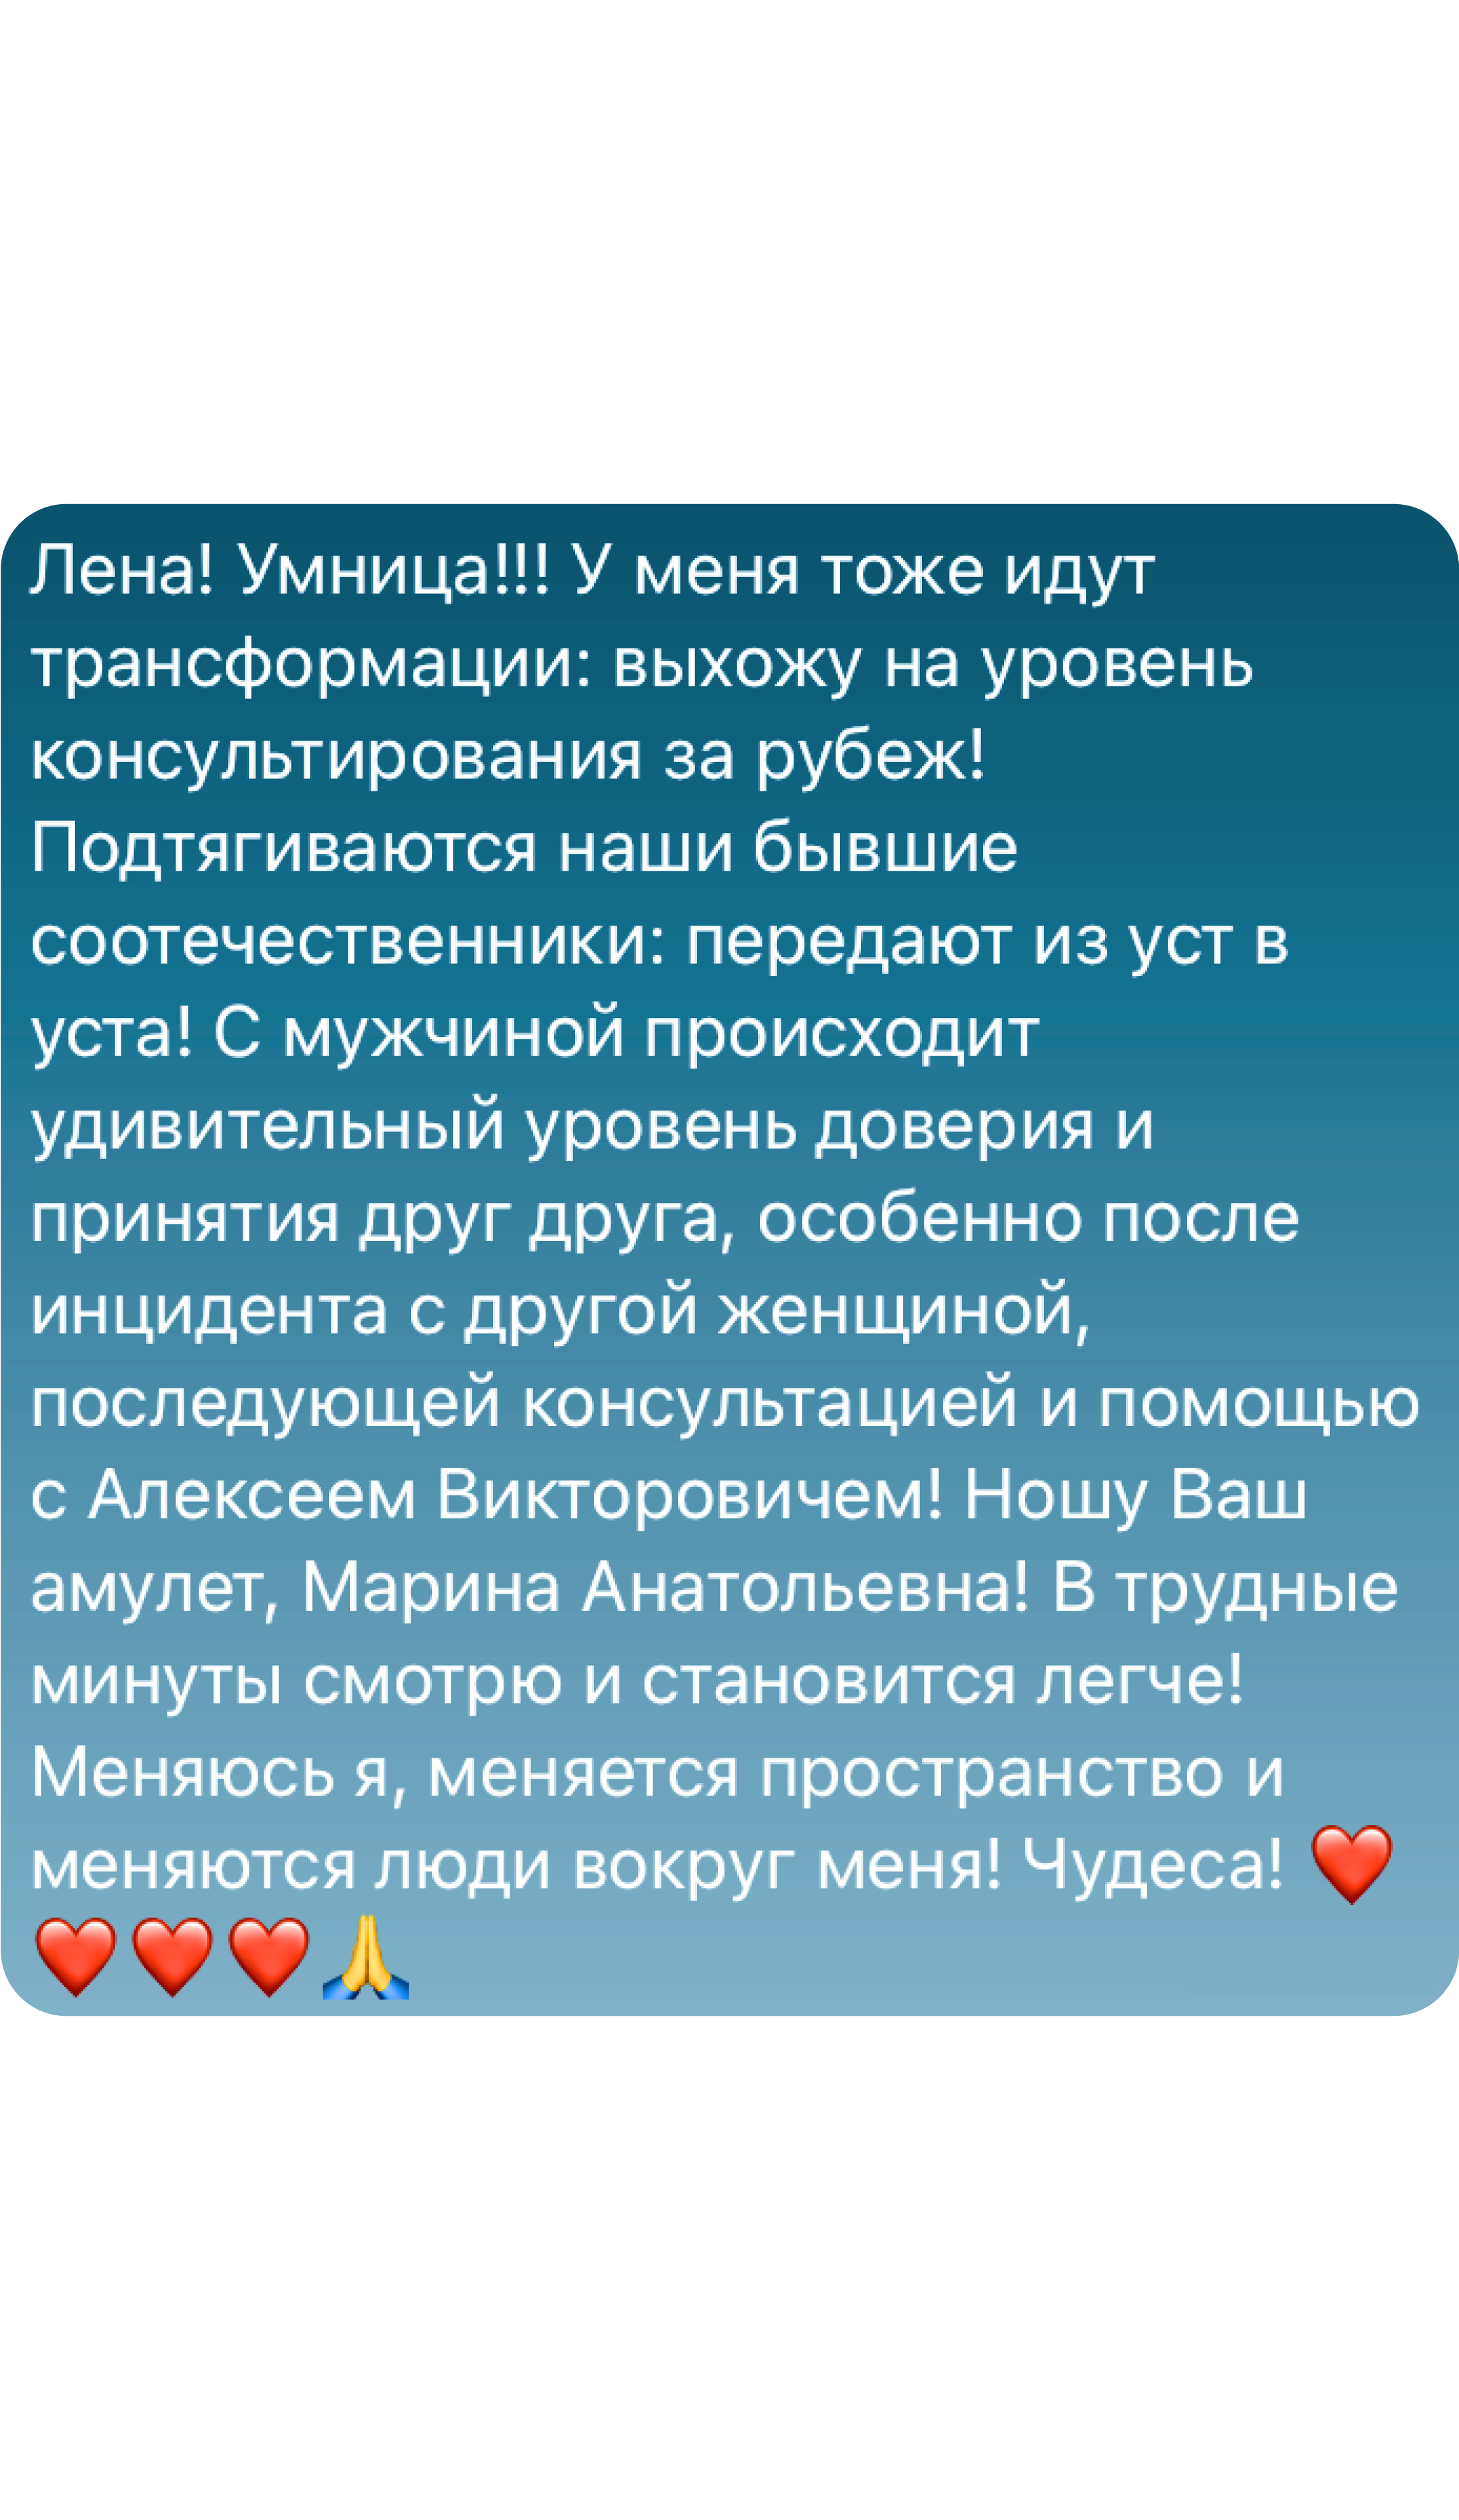 Лена! Умница!!! У меня тоже идут
трансформации: выхожу на уровень
консультирования за рубеж!
Подтягиваются наши бывшие
соотечественники: передают из уст в
уста! С мужчиной происходит
удивительный уровень доверия и
принятия друг друга, особенно после
инцидента с другой женщиной,
последующей консультацией и помощью
с Алексеем Викторовичем! Ношу Ваш
амулет, Марина Анатольевна! В трудные
минуты смотрю и становится легче!
Меняюсь я, меняется пространство и
меняются люди вокруг меня! Чудеса! ❤️
❤️❤️❤️🙏